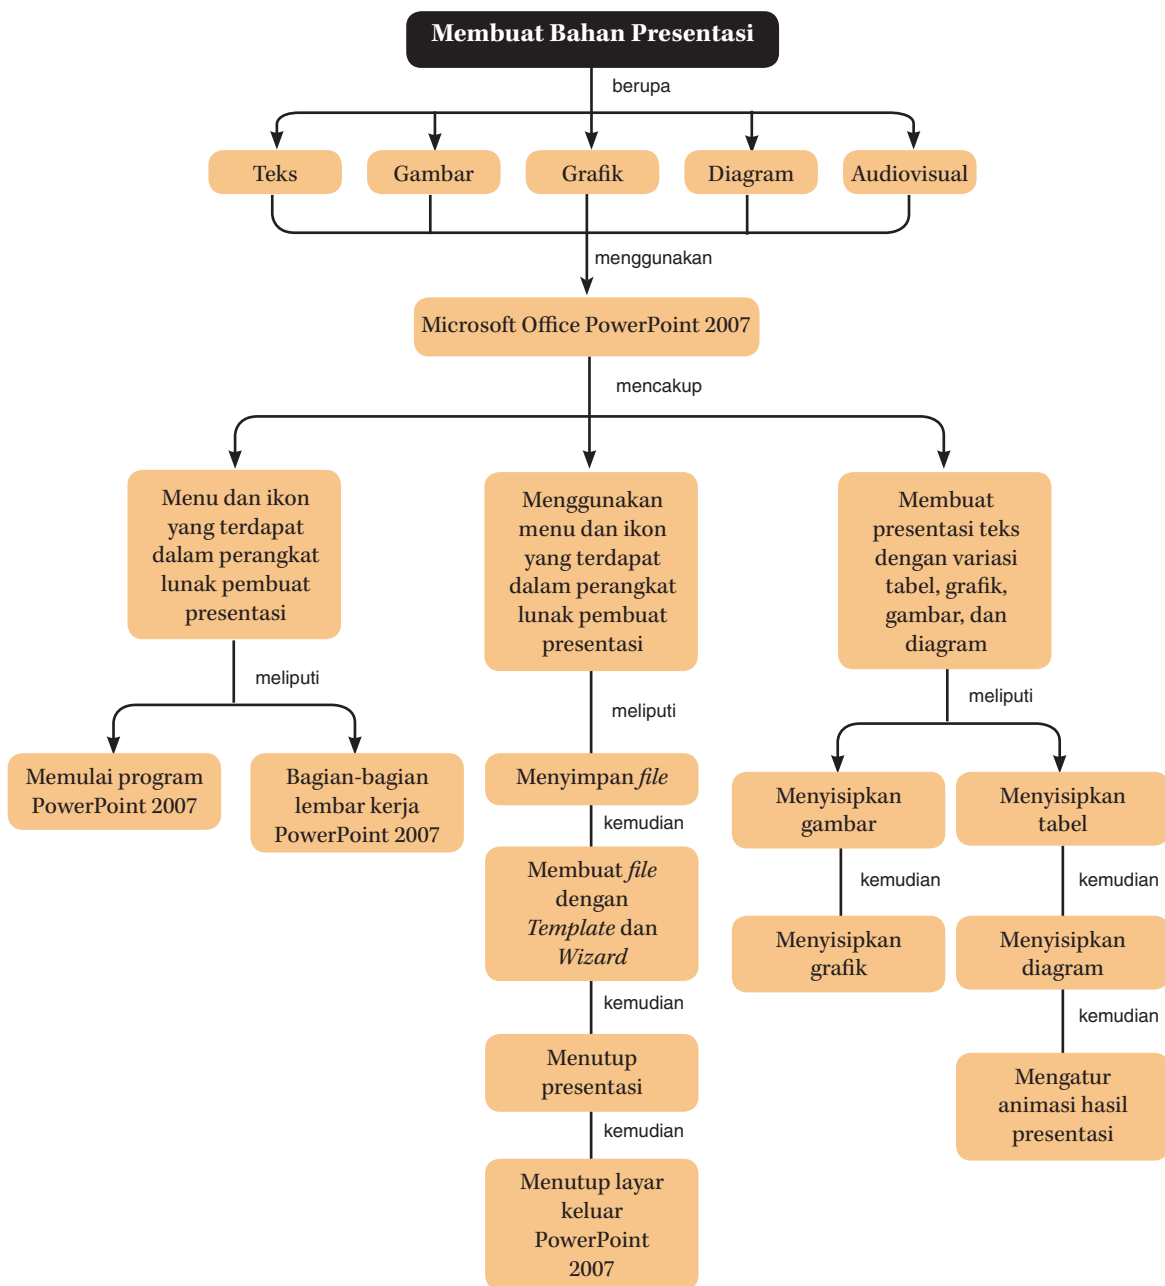 Membuat Bahan Presentasi
berupa
Teks
Gambar
Grafik
Diagram
Audiovisual
menggunakan
Microsoft Office PowerPoint 2007
mencakup
Menu dan ikon
yang terdapat
dalam perangkat
lunak pembuat
presentasi
Menggunakan
menu dan ikon
yang terdapat
dalam perangkat
lunak pembuat
presentasi
Membuat
presentasi teks
dengan variasi
tabel, grafik,
gambar, dan
diagram
meliputi
meliputi
meliputi
Memulai program
PowerPoint 2007
Bagian-bagian
lembar kerja
PowerPoint 2007
Menyimpan file
kemudian
Membuat file
dengan
Template dan
Wizard
kemudian
Menutup
presentasi
kemudian
Menutup layar
keluar
PowerPoint
2007
Menyisipkan
gambar
kemudian
Menyisipkan
grafik
Menyisipkan
tabel
kemudian
Menyisipkan
diagram
kemudian
Mengatur
animasi hasil
presentasi